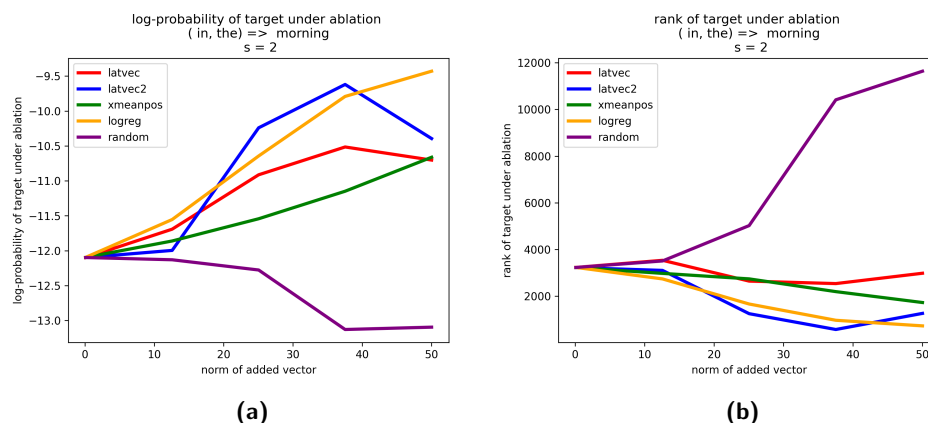 log-probability of target under ablation
( in, the) => morning
s = 2
latvec
latvec2
xmeanpos
logreg
random
−9.5
−10.0
−10.5
−11.0
−11.5
−12.0
−12.5
−13.0
log-probability of target under ablation
0
10
20
30
40
50
norm of added vector
(a)
rank of target under ablation
( in, the) => morning
s = 2
latvec
latvec2
xmeanpos
logreg
random
12000
10000
8000
6000
4000
2000
rank of target under ablation
0
10
20
30
40
50
norm of added vector
(b)